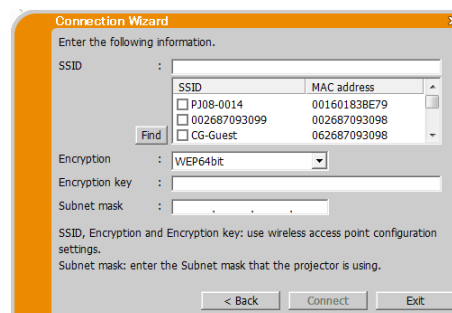 Connection Wizard
Enter the following information.
SSID :
SSID MAC address
PJ08-0014 00160183BE79
002687093099 002687093098
Find CG-Guest 062687093098
Encryption : WEP64bit
Encryption key :
Subnet mask : . . .
SSID, Encryption and Encryption key: use wireless access point configuration
settings.
Subnet mask: enter the Subnet mask that the projector is using.
< Back Connect Exit